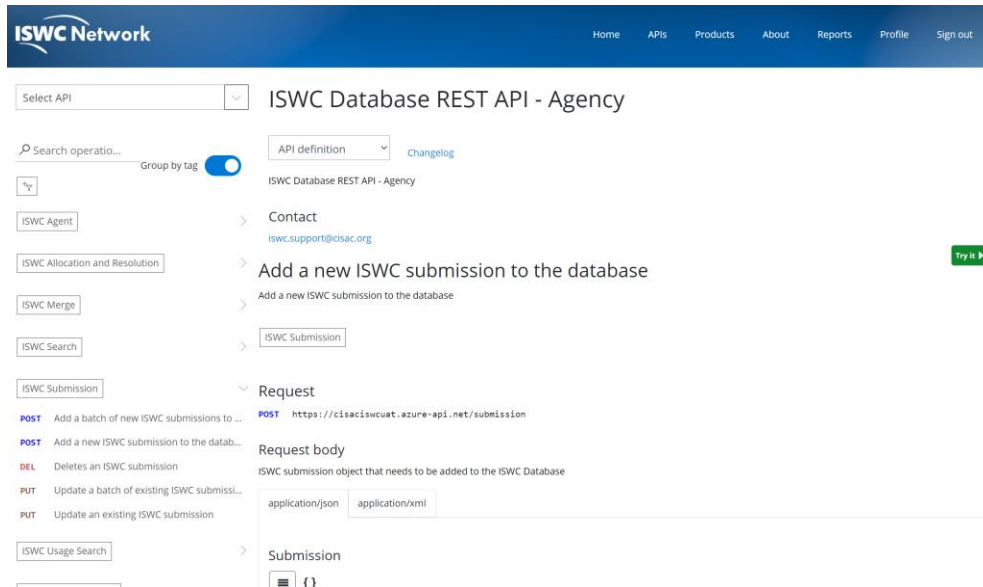 ISWC Network
Home APIs Products About Reports Profile Sign out
Select API
ISWC Database REST API - Agency
API definition
Changelog
Search operatio...
Group by tag
ISWC Database REST API - Agency
ISWC Agent
Contact
iswc.support@cisac.org
ISWC Allocation and Resolution
Try it
Add a new ISWC submission to the database
Add a new ISWC submission to the database
ISWC Merge
ISWC Search
ISWC Submission
ISWC Submission
Request
POST Add a batch of new ISWC submissions to ...
POST https://cisaciswcuat.azure-api.net/submission
POST Add a new ISWC submission to the datab...
Request body
DEL Deletes an ISWC submission
ISWC submission object that needs to be added to the ISWC Database
PUT Update a batch of existing ISWC submissi...
application/json application/xml
PUT Update an existing ISWC submission
ISWC Usage Search
Submission
{}